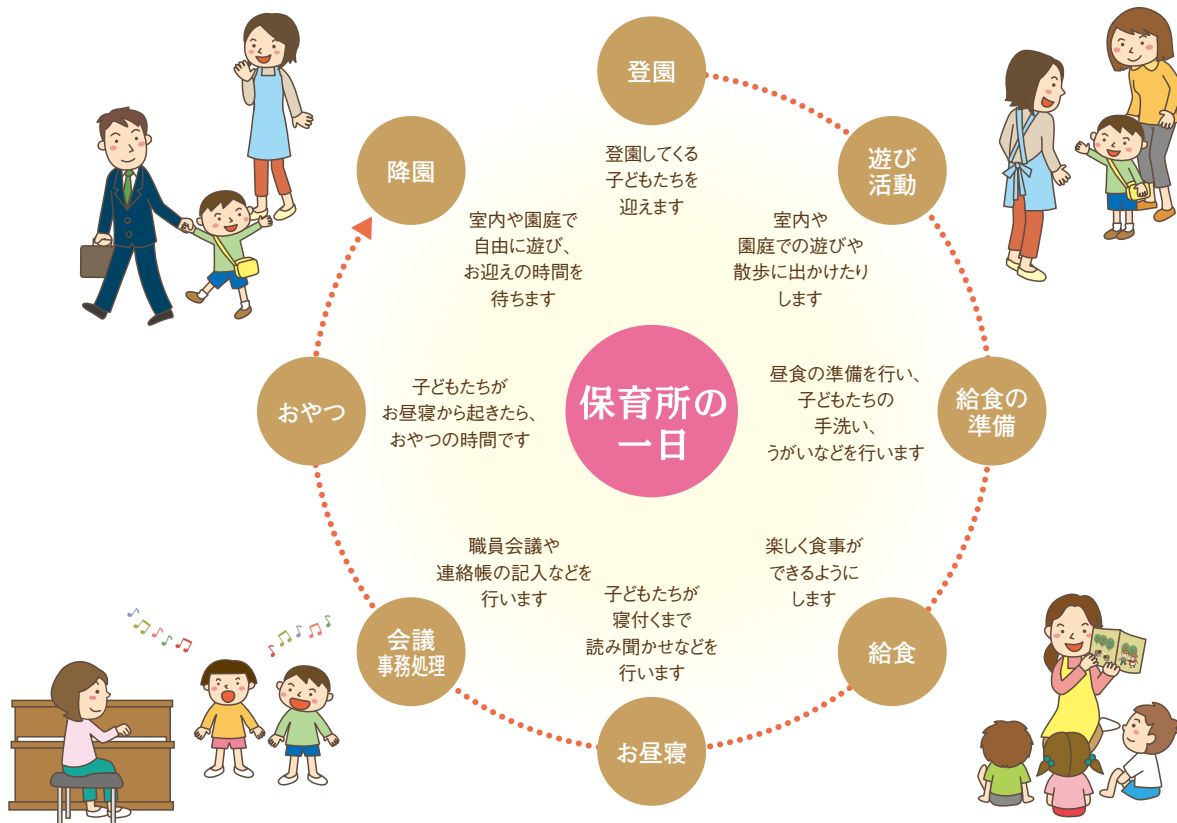 保育所の
一日
登園
登園してくる
子どもたちを
迎えます
遊び
活動
室内や
園庭での遊びや
散歩に出かけたり
します
給食の
準備
昼食の準備を行い、
子どもたちの
手洗い、
うがいなどを行います
給食
楽しく食事が
できるように
します
お昼寝
子どもたちが
寝付くまで
読み聞かせなどを
行います
会議
事務処理
職員会議や
連絡帳の記入などを
行います
おやつ
子どもたちが
お昼寝から起きたら、
おやつの時間です
降園
室内や園庭で
自由に遊び、
お迎えの時間を
待ちます